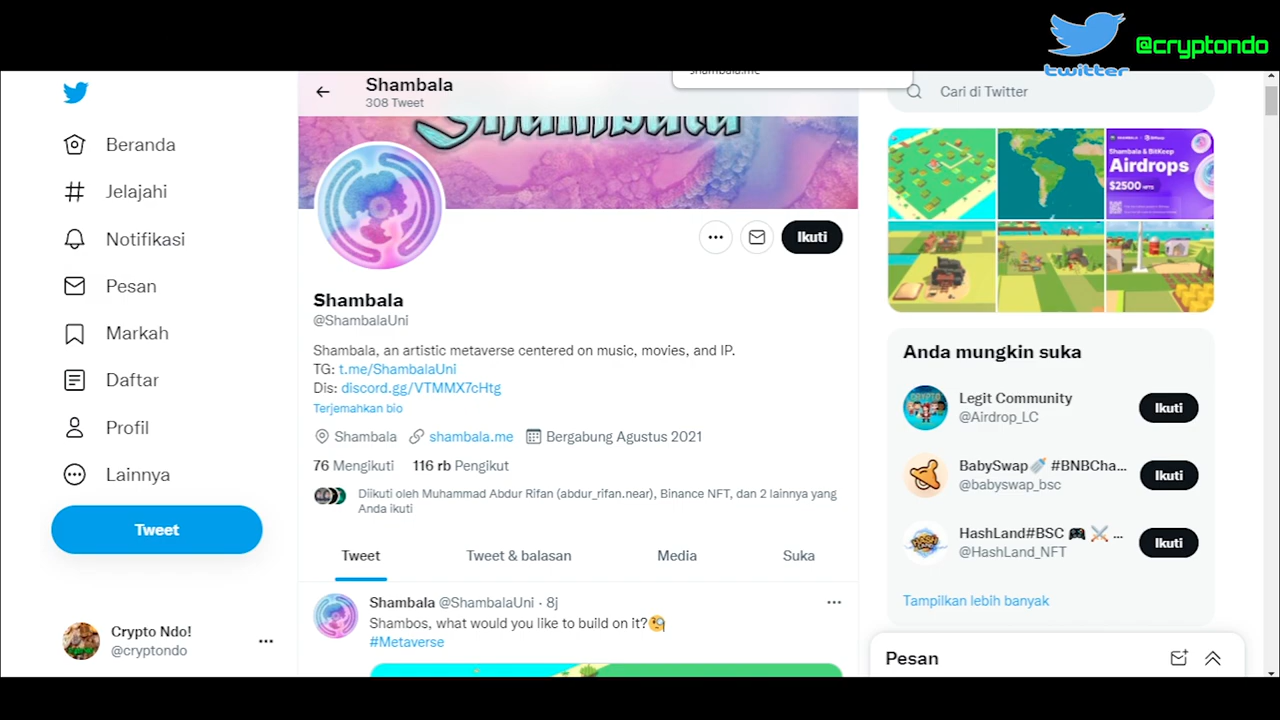 twitter
@cryptondo
Shambala
308 Tweet
shambala.me
Cari di Twitter
Beranda
Jelajahi
Notifikasi
Pesan
Markah
Daftar
Profil
Lainnya
Tweet
Crypto Ndo!
@cryptondo
Shambala
Ikuti
Shambala
@ShambalaUni
Shambala, an artistic metaverse centered on music, movies, and IP.
TG: t.me/ShambalaUni
Dis: discord.gg/VTMMX7cHtg
Terjemahkan bio
Shambala shambala.me Bergabung Agustus 2021
76 Mengikuti 116 rb Pengikut
Diikuti oleh Muhammad Abdur Rifan (abdur_rifan.near), Binance NFT, dan 2 lainnya yang
Anda ikuti
Tweet Tweet & balasan Media Suka
Shambala @ShambalaUni · 8j
Shambos, what would you like to build on it?
#Metaverse
Shambala & BitKeep
Airdrops
$2500
Anda mungkin suka
Legit Community
@Airdrop_LC
Ikuti
BabySwap #BNBCha...
@babyswap_bsc
Ikuti
HashLand#BSC ...
@HashLand_NFT
Ikuti
Tampilkan lebih banyak
Pesan